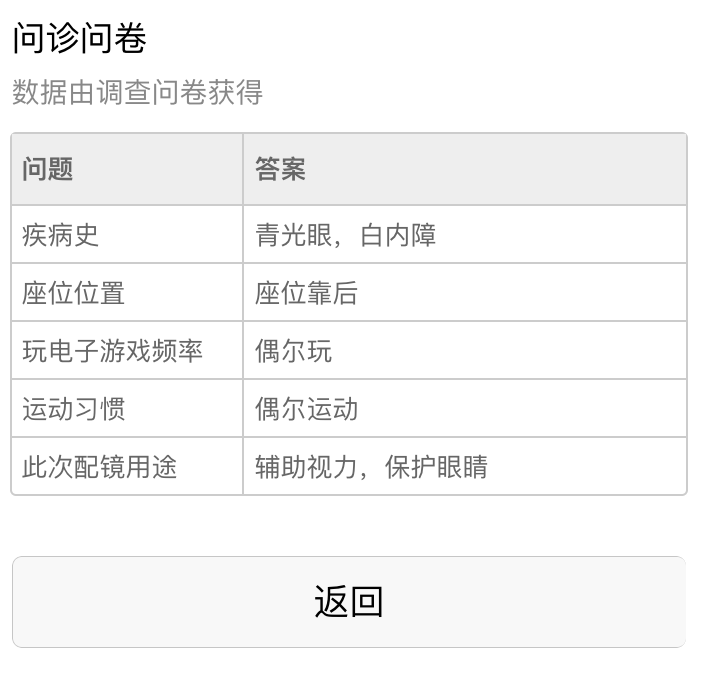 问诊问卷
数据由调查问卷获得
问题 答案
疾病史 青光眼，白内障
座位位置 座位靠后
玩电子游戏频率 偶尔玩
运动习惯 偶尔运动
此次配镜用途 辅助视力，保护眼睛
返回